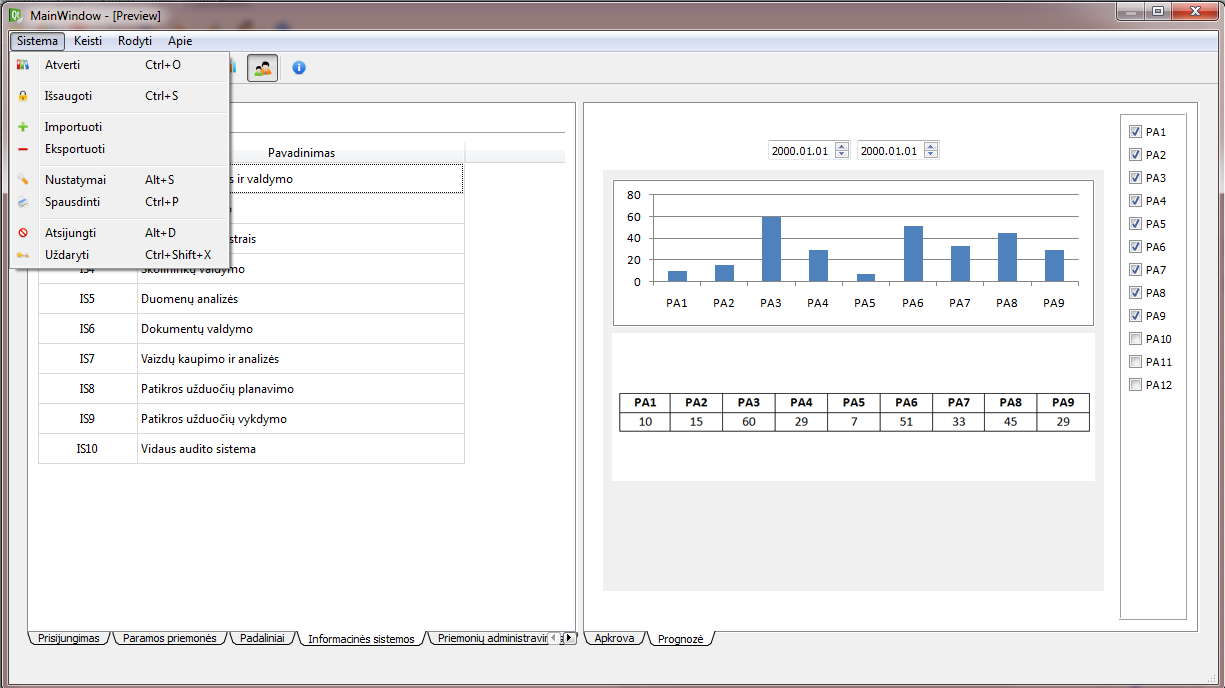 MainWindow - [Preview]
Sistema Keisti Rodyti Apie
Atverti Ctrl+O
Išsaugoti Ctrl+S
Importuoti
Eksportuoti
Nustatymai Alt+S
Spausdinti Ctrl+P
Atsijungti Alt+D
Uždaryti Ctrl+Shift+X
Pavadinimas
s ir valdymo
strais
IS4 Skolininkų valdymo
IS5 Duomenų analizės
IS6 Dokumentų valdymo
IS7 Vaizdų kaupimo ir analizės
IS8 Patikros užduočių planavimo
IS9 Patikros užduočių vykdymo
IS10 Vidaus audito sistema
Prisijungimas Paramos priemonės Padaliniai Informacinės sistemos Priemonių administravim
2000.01.01 2000.01.01
80
60
40
20
0
PA1 PA2 PA3 PA4 PA5 PA6 PA7 PA8 PA9
PA1 PA2 PA3 PA4 PA5 PA6 PA7 PA8 PA9
10 15 60 29 7 51 33 45 29
Apkrova Prognozė
PA1
PA2
PA3
PA4
PA5
PA6
PA7
PA8
PA9
PA10
PA11
PA12